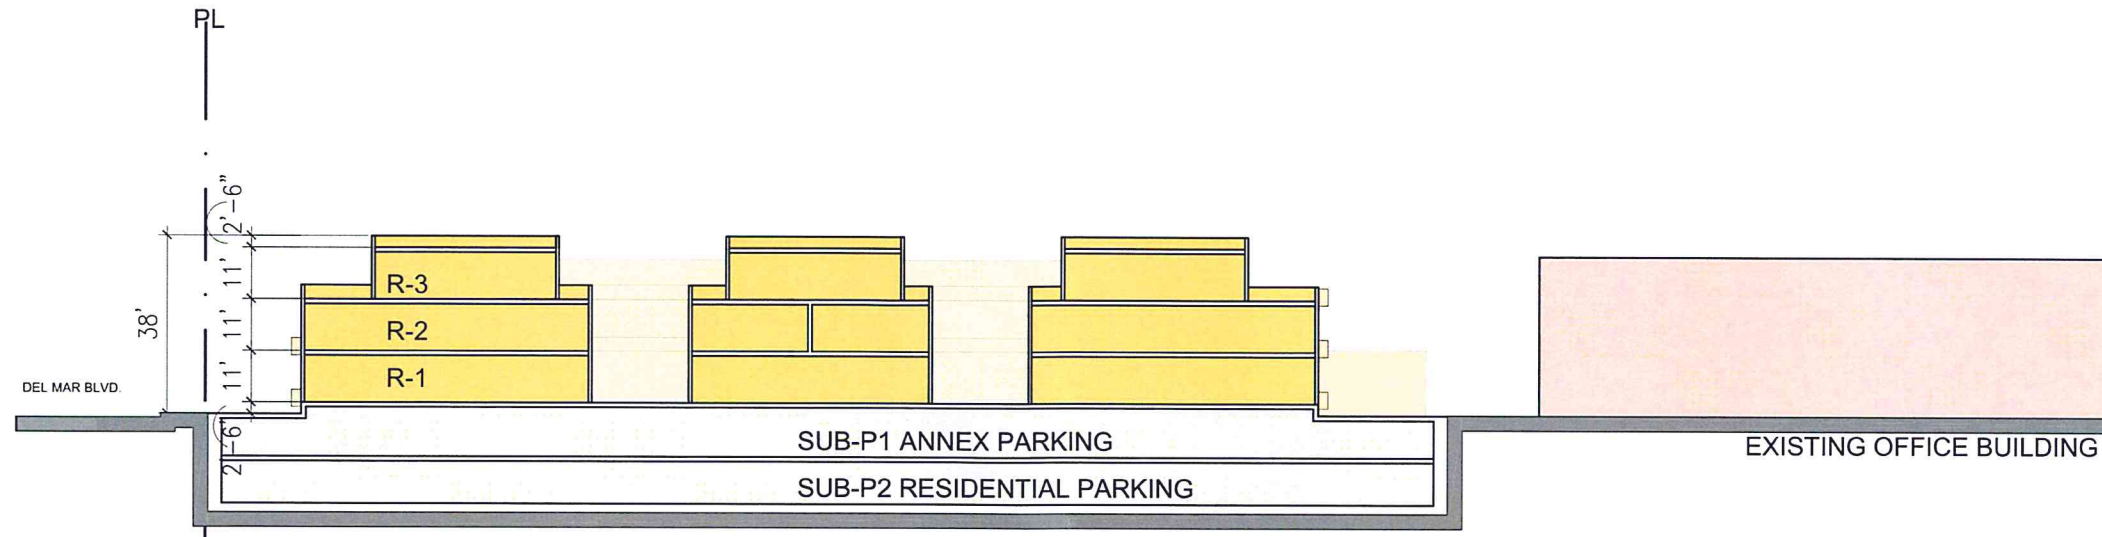 PL
2'-6"
11'
R-3
38'
11'
R-2
11'
R-1
DEL MAR BLVD.
2'-6"
SUB-P1 ANNEX PARKING
EXISTING OFFICE BUILDING
SUB-P2 RESIDENTIAL PARKING